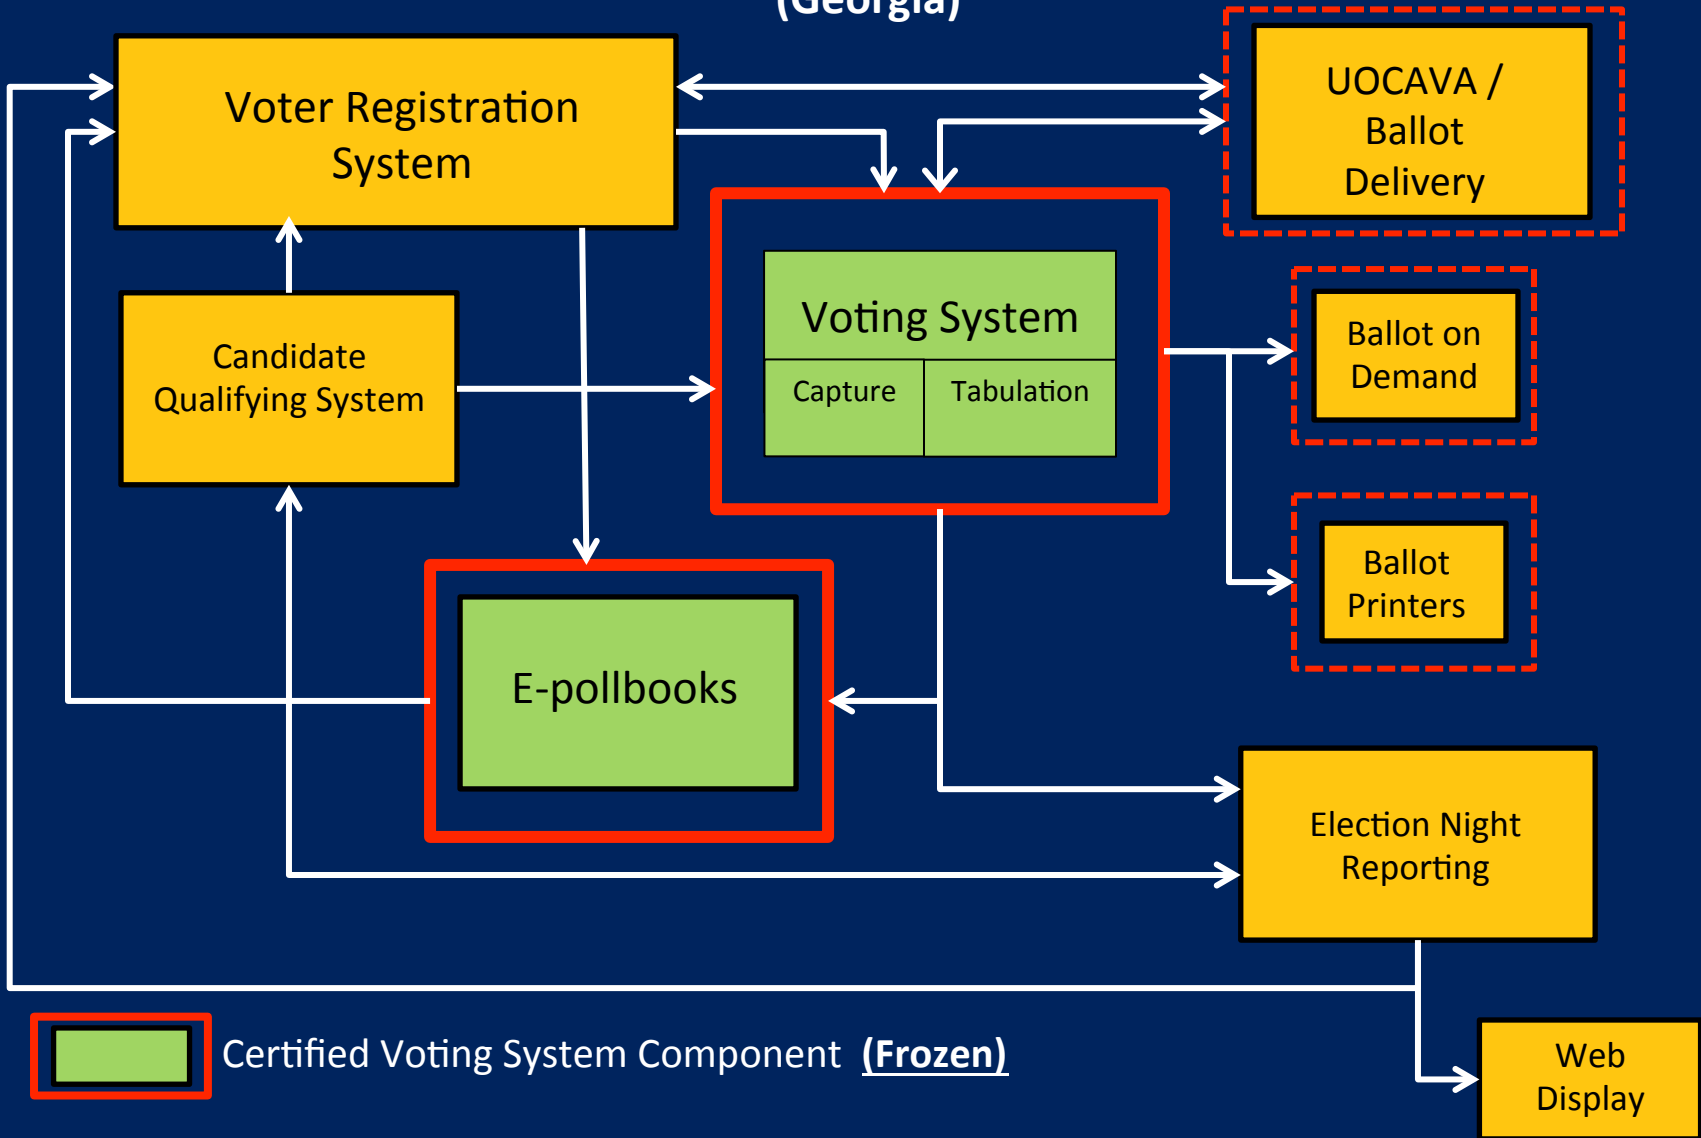 (Georgia)
Voter Registration
System
UOCAVA /
Ballot
Delivery
Voting System
Capture
Tabulation
Candidate
Qualifying System
Ballot on
Demand
Ballot
Printers
E-pollbooks
Election Night
Reporting
Certified Voting System Component (Frozen)
Web
Display